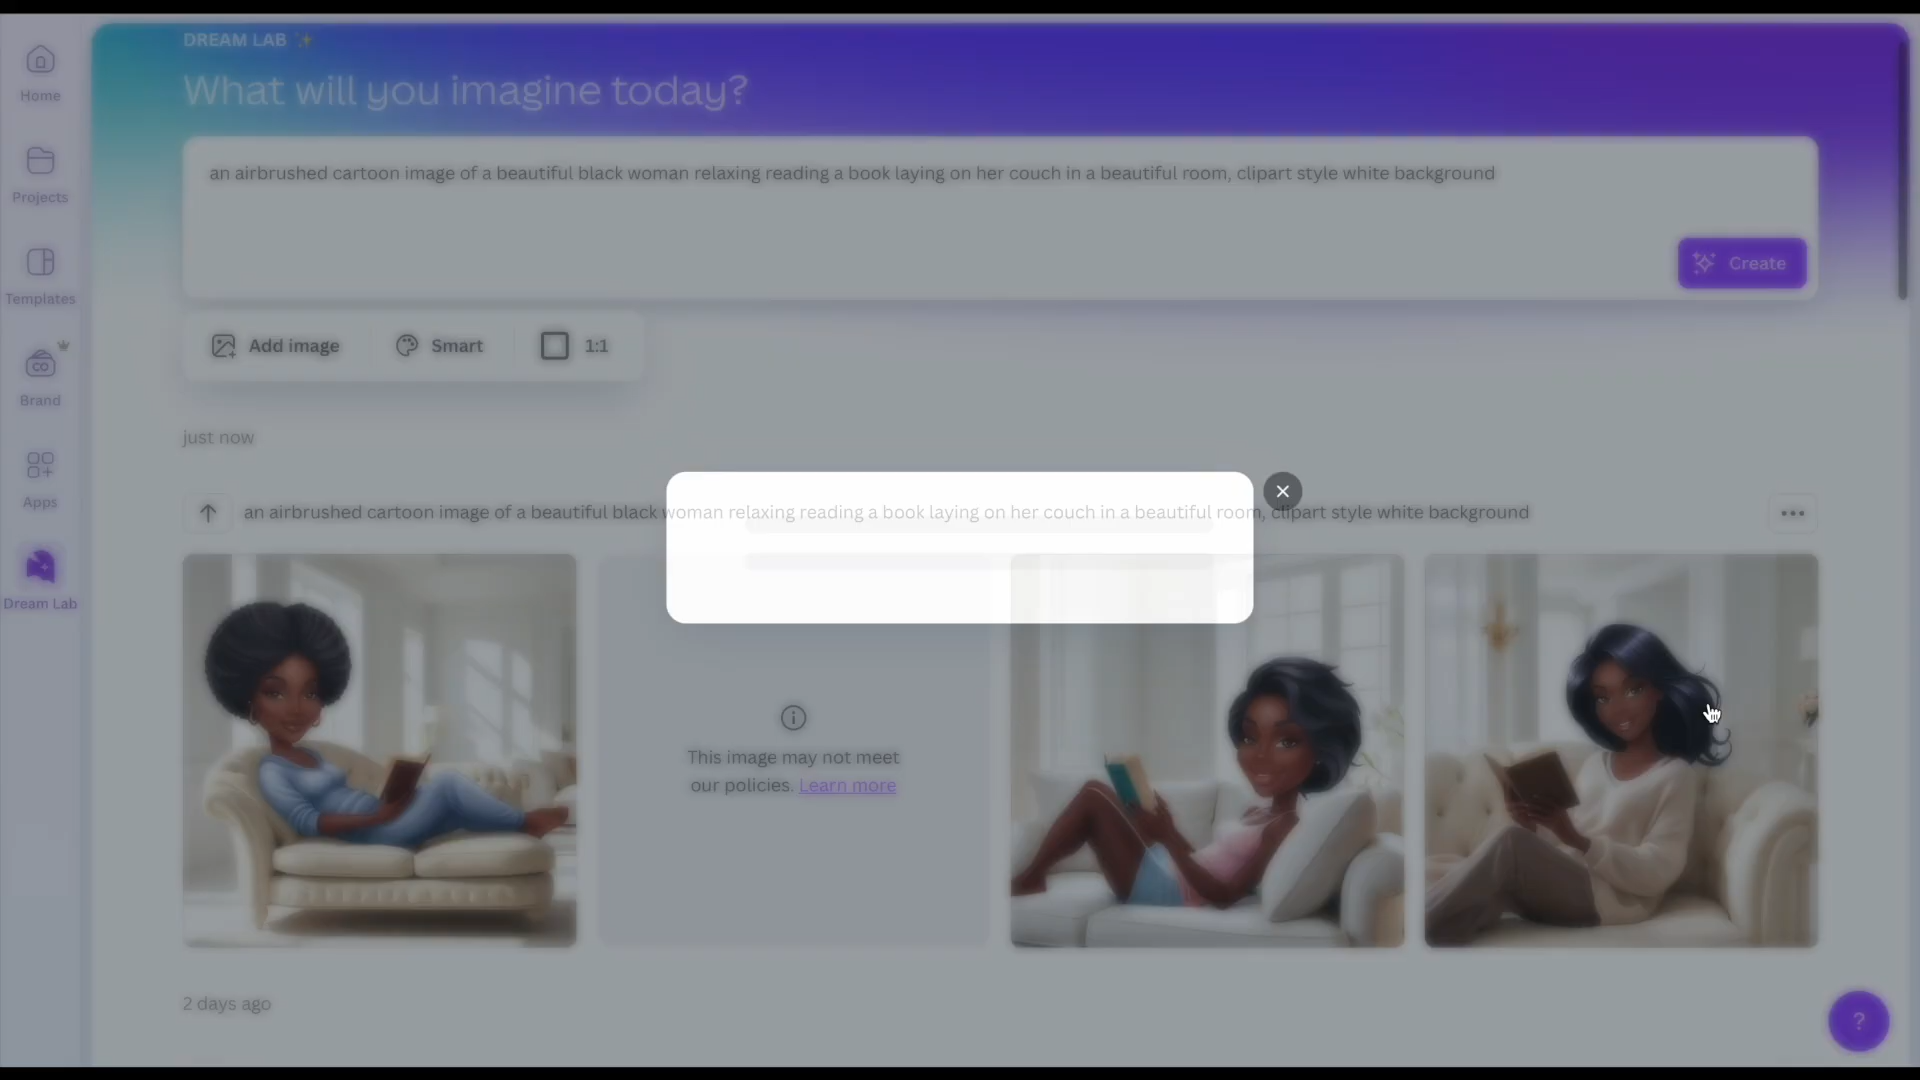 DREAM LAB
What will you imagine today?
an airbrushed cartoon image of a beautiful black woman relaxing reading a book laying on her couch in a beautiful room, clipart style white background
Create
Add image
Smart
1:1
Home
Projects
Templates
CO
Brand
Apps
Dream Lab
just now
an airbrushed cartoon image of a beautiful black woman relaxing reading a book laying on her couch in a beautiful room, clipart style white background
This image may not meet
our policies. Learn more
2 days ago
?